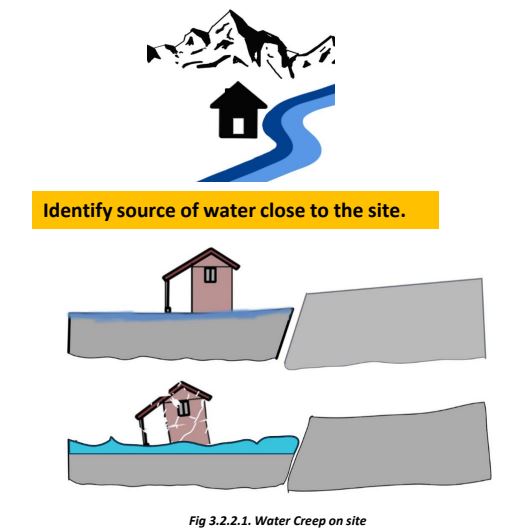 Identify source of water close to the site.
Fig 3.2.2.1. Water Creep on site